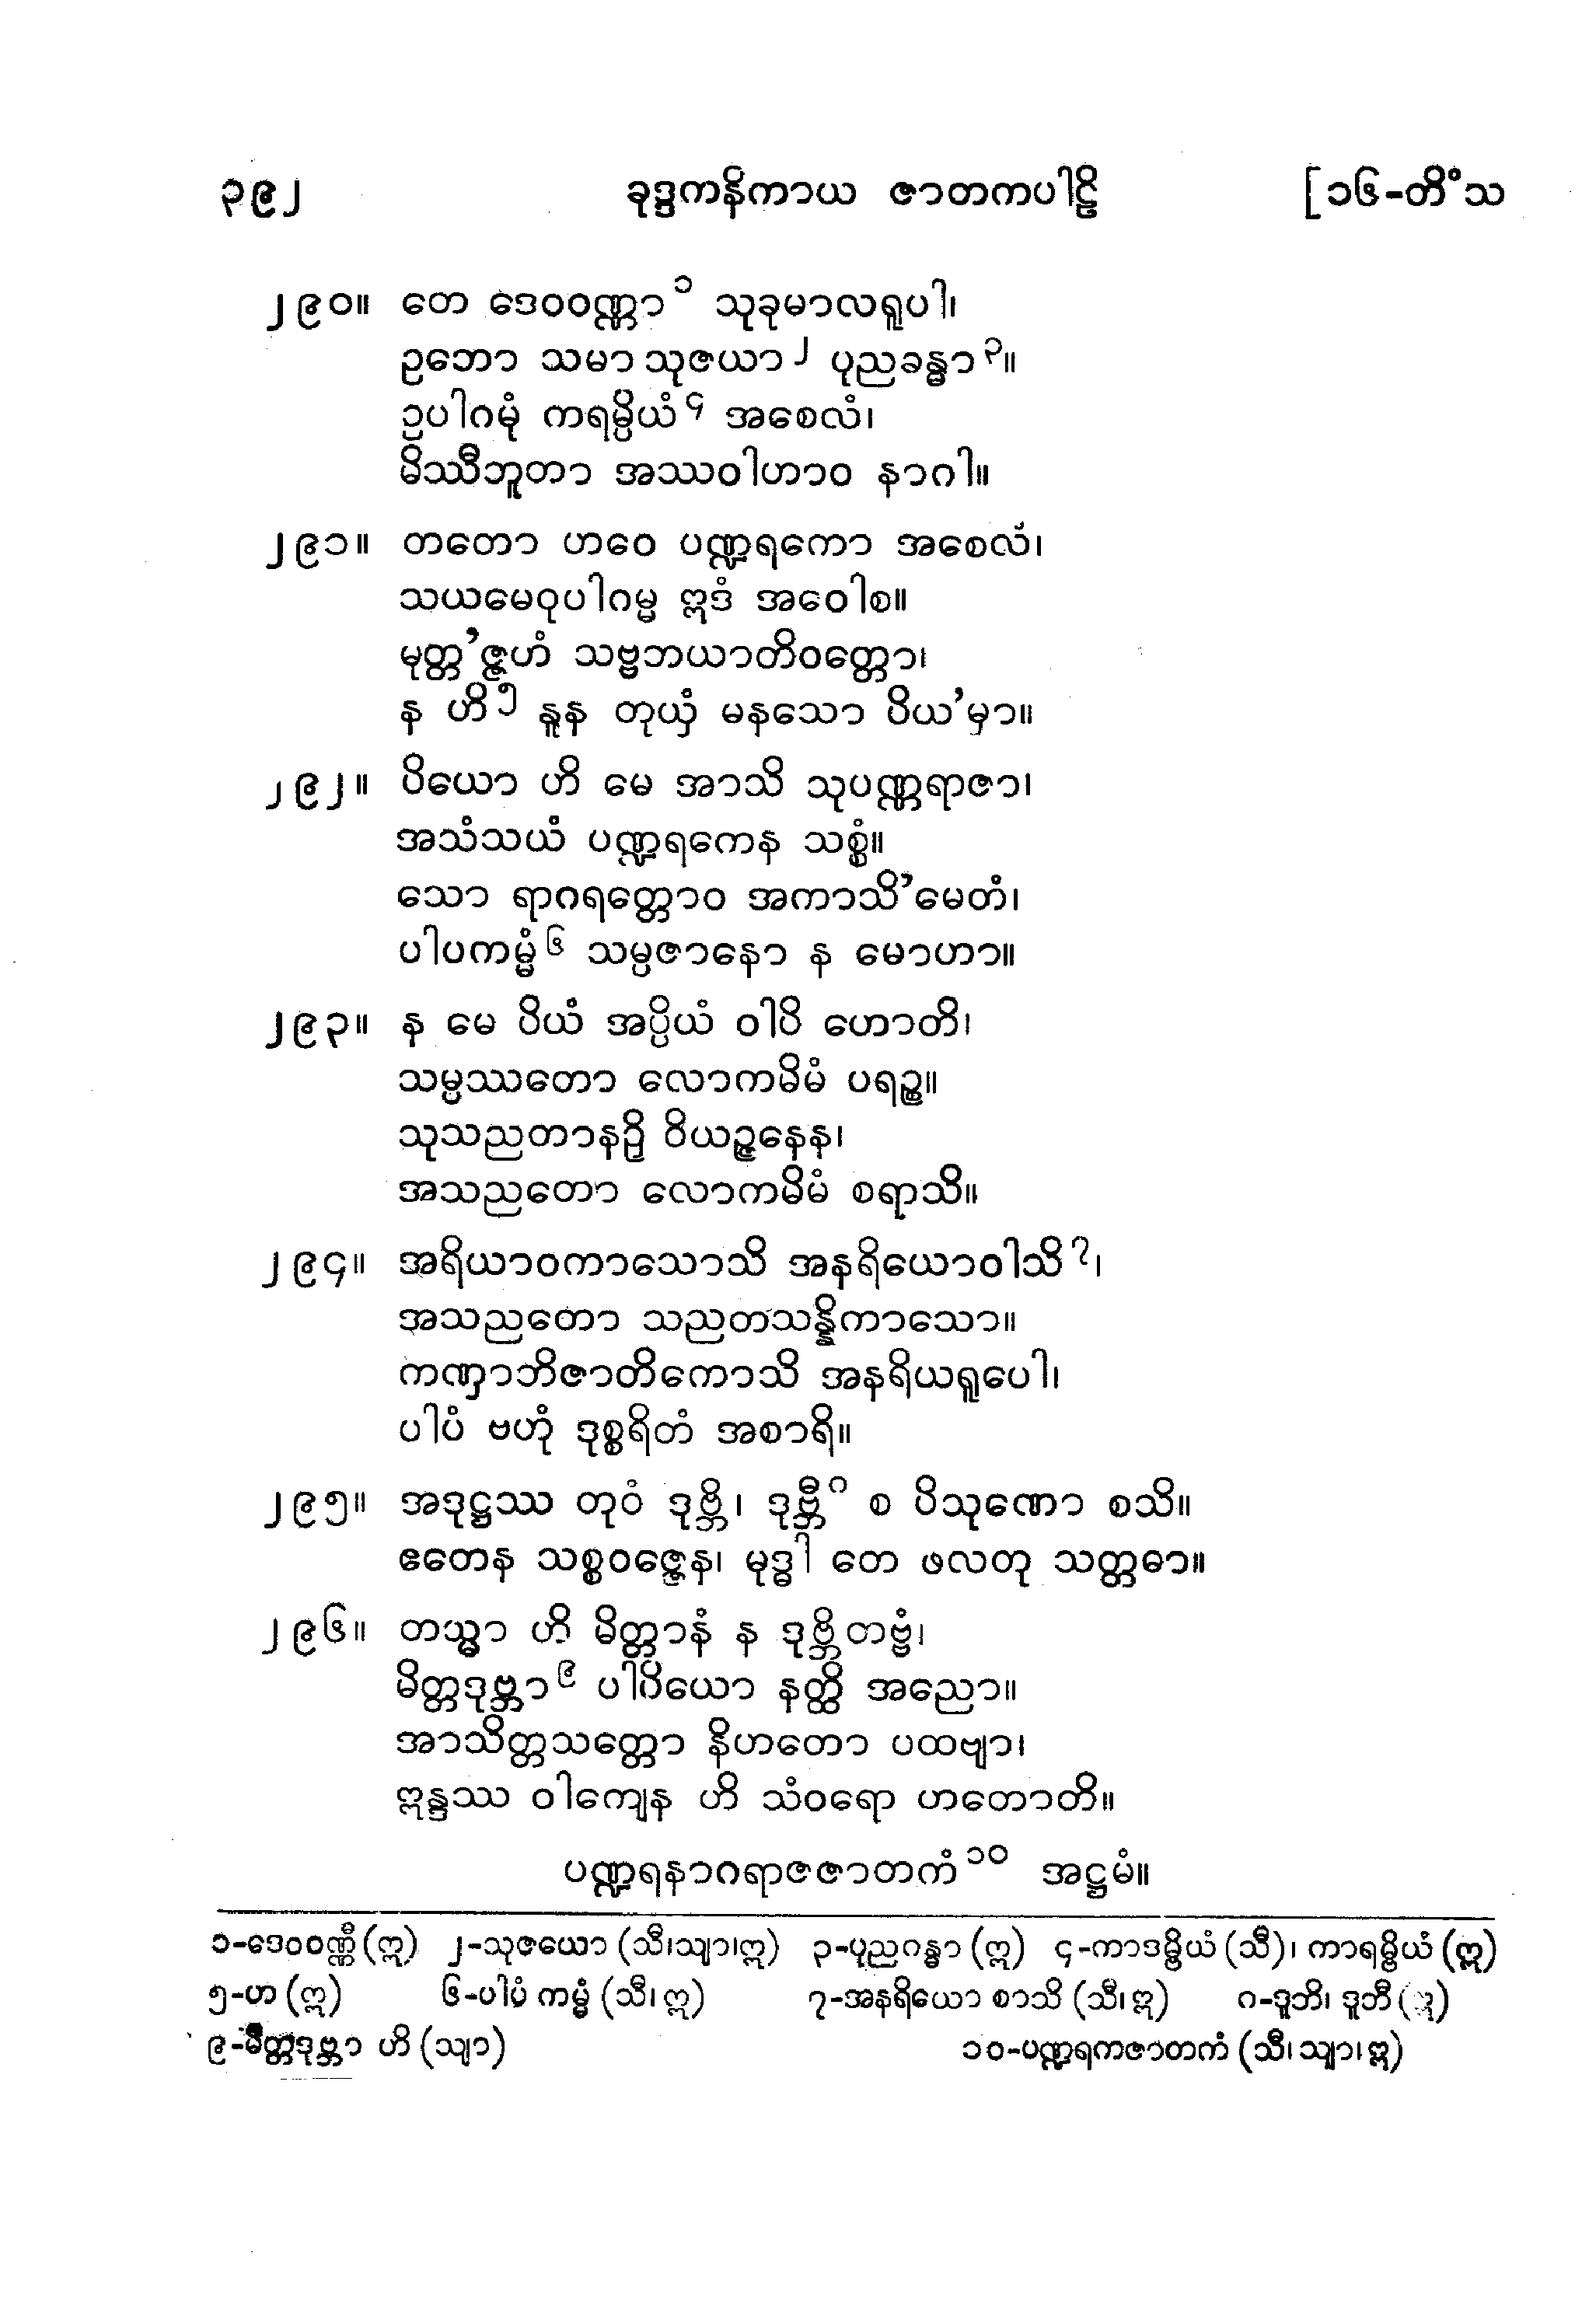 ၃၉၂ ခုဒ္ဒကနိကာယ ဇာတကပါဠိ [၁၆-တိံသ
၂၉၀။ တေ ဒေဝဝဏ္ဏာ ၁ သုခုမာလရူပါ၊
ဥဘော သမာ သုဇယာ ၂ ပုညခန္ဓာ ၃။
ဥပါဂမုံ ကရမ္ပိယံ ၄ အစေလံ၊
မိဿီဘူတာ အဿဝါဟာဝ နာဂါ။
၂၉၁။ တတော ဟဝေ ပဏ္ဍရကော အစေလံ၊
သယမေဝုပါဂမ္မ ဣဒံ အဝေါစ။
မုတ္တ’ဇ္ဇဟံ သဗ္ဗဘယာတိဝတ္တော၊
န ဟိ ၅ နူန တုယှံ မနသော ပိယ’မှာ။
၂၉၂။ ပိယော ဟိ မေ အာသိ သုပဏ္ဏရာဇာ၊
အသံသယံ ပဏ္ဍရကေန သစ္စံ။
သော ရာဂရတ္တောဝ အကာသိ’မေတံ၊
ပါပကမ္မံ ၆ သမ္ပဇာနော န မောဟာ။
၂၉၃။ န မေ ပိယံ အပ္ပိယံ ဝါပိ ဟောတိ၊
သမ္ပဿတော လောကမိမံ ပရဉ္စ။
သုသညတာနဉှိ ဝိယဉ္ဇနေန၊
အသညတော လောကမိမံ စရာသိ။
၂၉၄။ အရိယာဝကာသောသိ အနရိယောဝါသိ ၇၊
အသညတော သညတသန္နိကာသော။
ကဏှာဘိဇာတိကောသိ အနရိယရူပေါ၊
ပါပံ ဗဟုံ ဒုစ္စရိတံ အစာရိ။
၂၉၅။ အဒုဋ္ဌဿ တုဝံ ဒုဗ္ဘိ၊ ဒုဗ္ဘီ ၈ စ ပိသုဏော စသိ။
ဧတေန သစ္စဝဇ္ဇေန၊ မုဒ္ဓါ တေ ဖလတု သတ္တဓာ။
၂၉၆။ တသ္မာ ဟိ မိတ္တာနံ န ဒုဗ္ဘိတဗ္ဗံ၊
မိတ္တဒုဗ္ဘာ ၉ ပါပိယော နတ္ထိ အညော။
အာသိတ္တသတ္တော နိဟတော ပထဗျာ၊
ဣန္ဒဿ ဝါကျေန ဟိ သံဝရော ဟတောတိ။
ပဏ္ဍရနာဂရာဇဇာတကံ ၁၀ အဋ္ဌမံ။
၁-ဒေဝဝဏ္ဏီ (ဣ) ၂-သုဇယော (သီ၊သျာ၊ဣ) ၃-ပုညဂန္ဓာ (ဣ) ၄-ကာဒမ္ဗိယံ (သီ)၊ ကာရမ္ဗိယံ (ဣ)
၅-ဟ (ဣ) ၆-ပါပံ ကမ္မံ (သီ၊ဣ) ၇-အနရိယော စာသိ (သီ၊ဣ) ၈-ဒူဘိ၊ ဒူဘီ (ဣ)
၉-မိတ္တဒုဗ္ဘာ ဟိ (သျာ) ၁၀-ပဏ္ဍရကဇာတကံ (သီ၊သျာ၊ဣ)